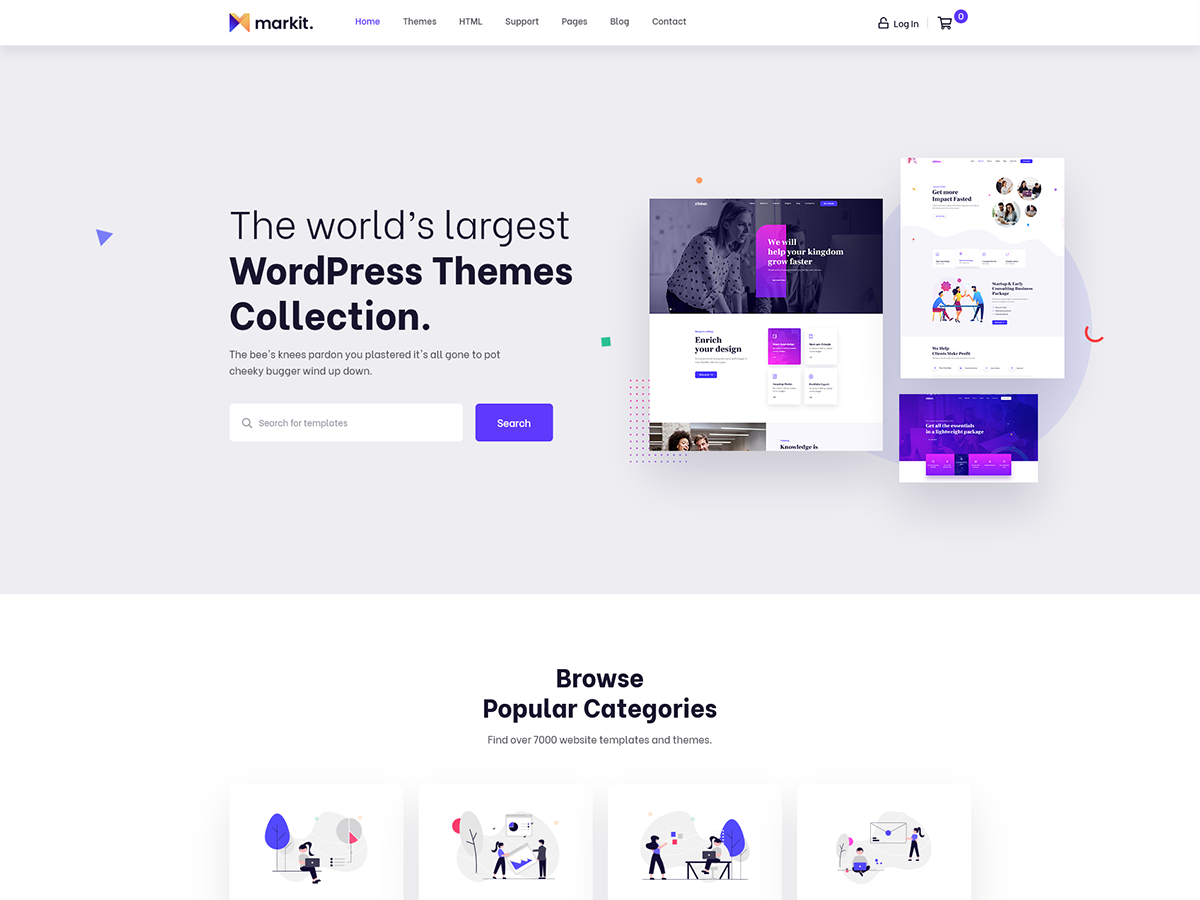 markit.
Home Themes HTML Support Pages Blog Contact
Log In
0
The world's largest
WordPress Themes
Collection.
The bee's knees pardon you plastered it's all gone to pot
cheeky bugger wind up down.
Search for templates
Search
We will
help your kingdom
grow faster
Enrich
your design
Knowledge is
Get more
Impact Fasted
Startup & Early
Consulting Business
Package
We Help
Clients Make Profit
Get all the essentials
in a lightweight package
Browse
Popular Categories
Find over 7000 website templates and themes.